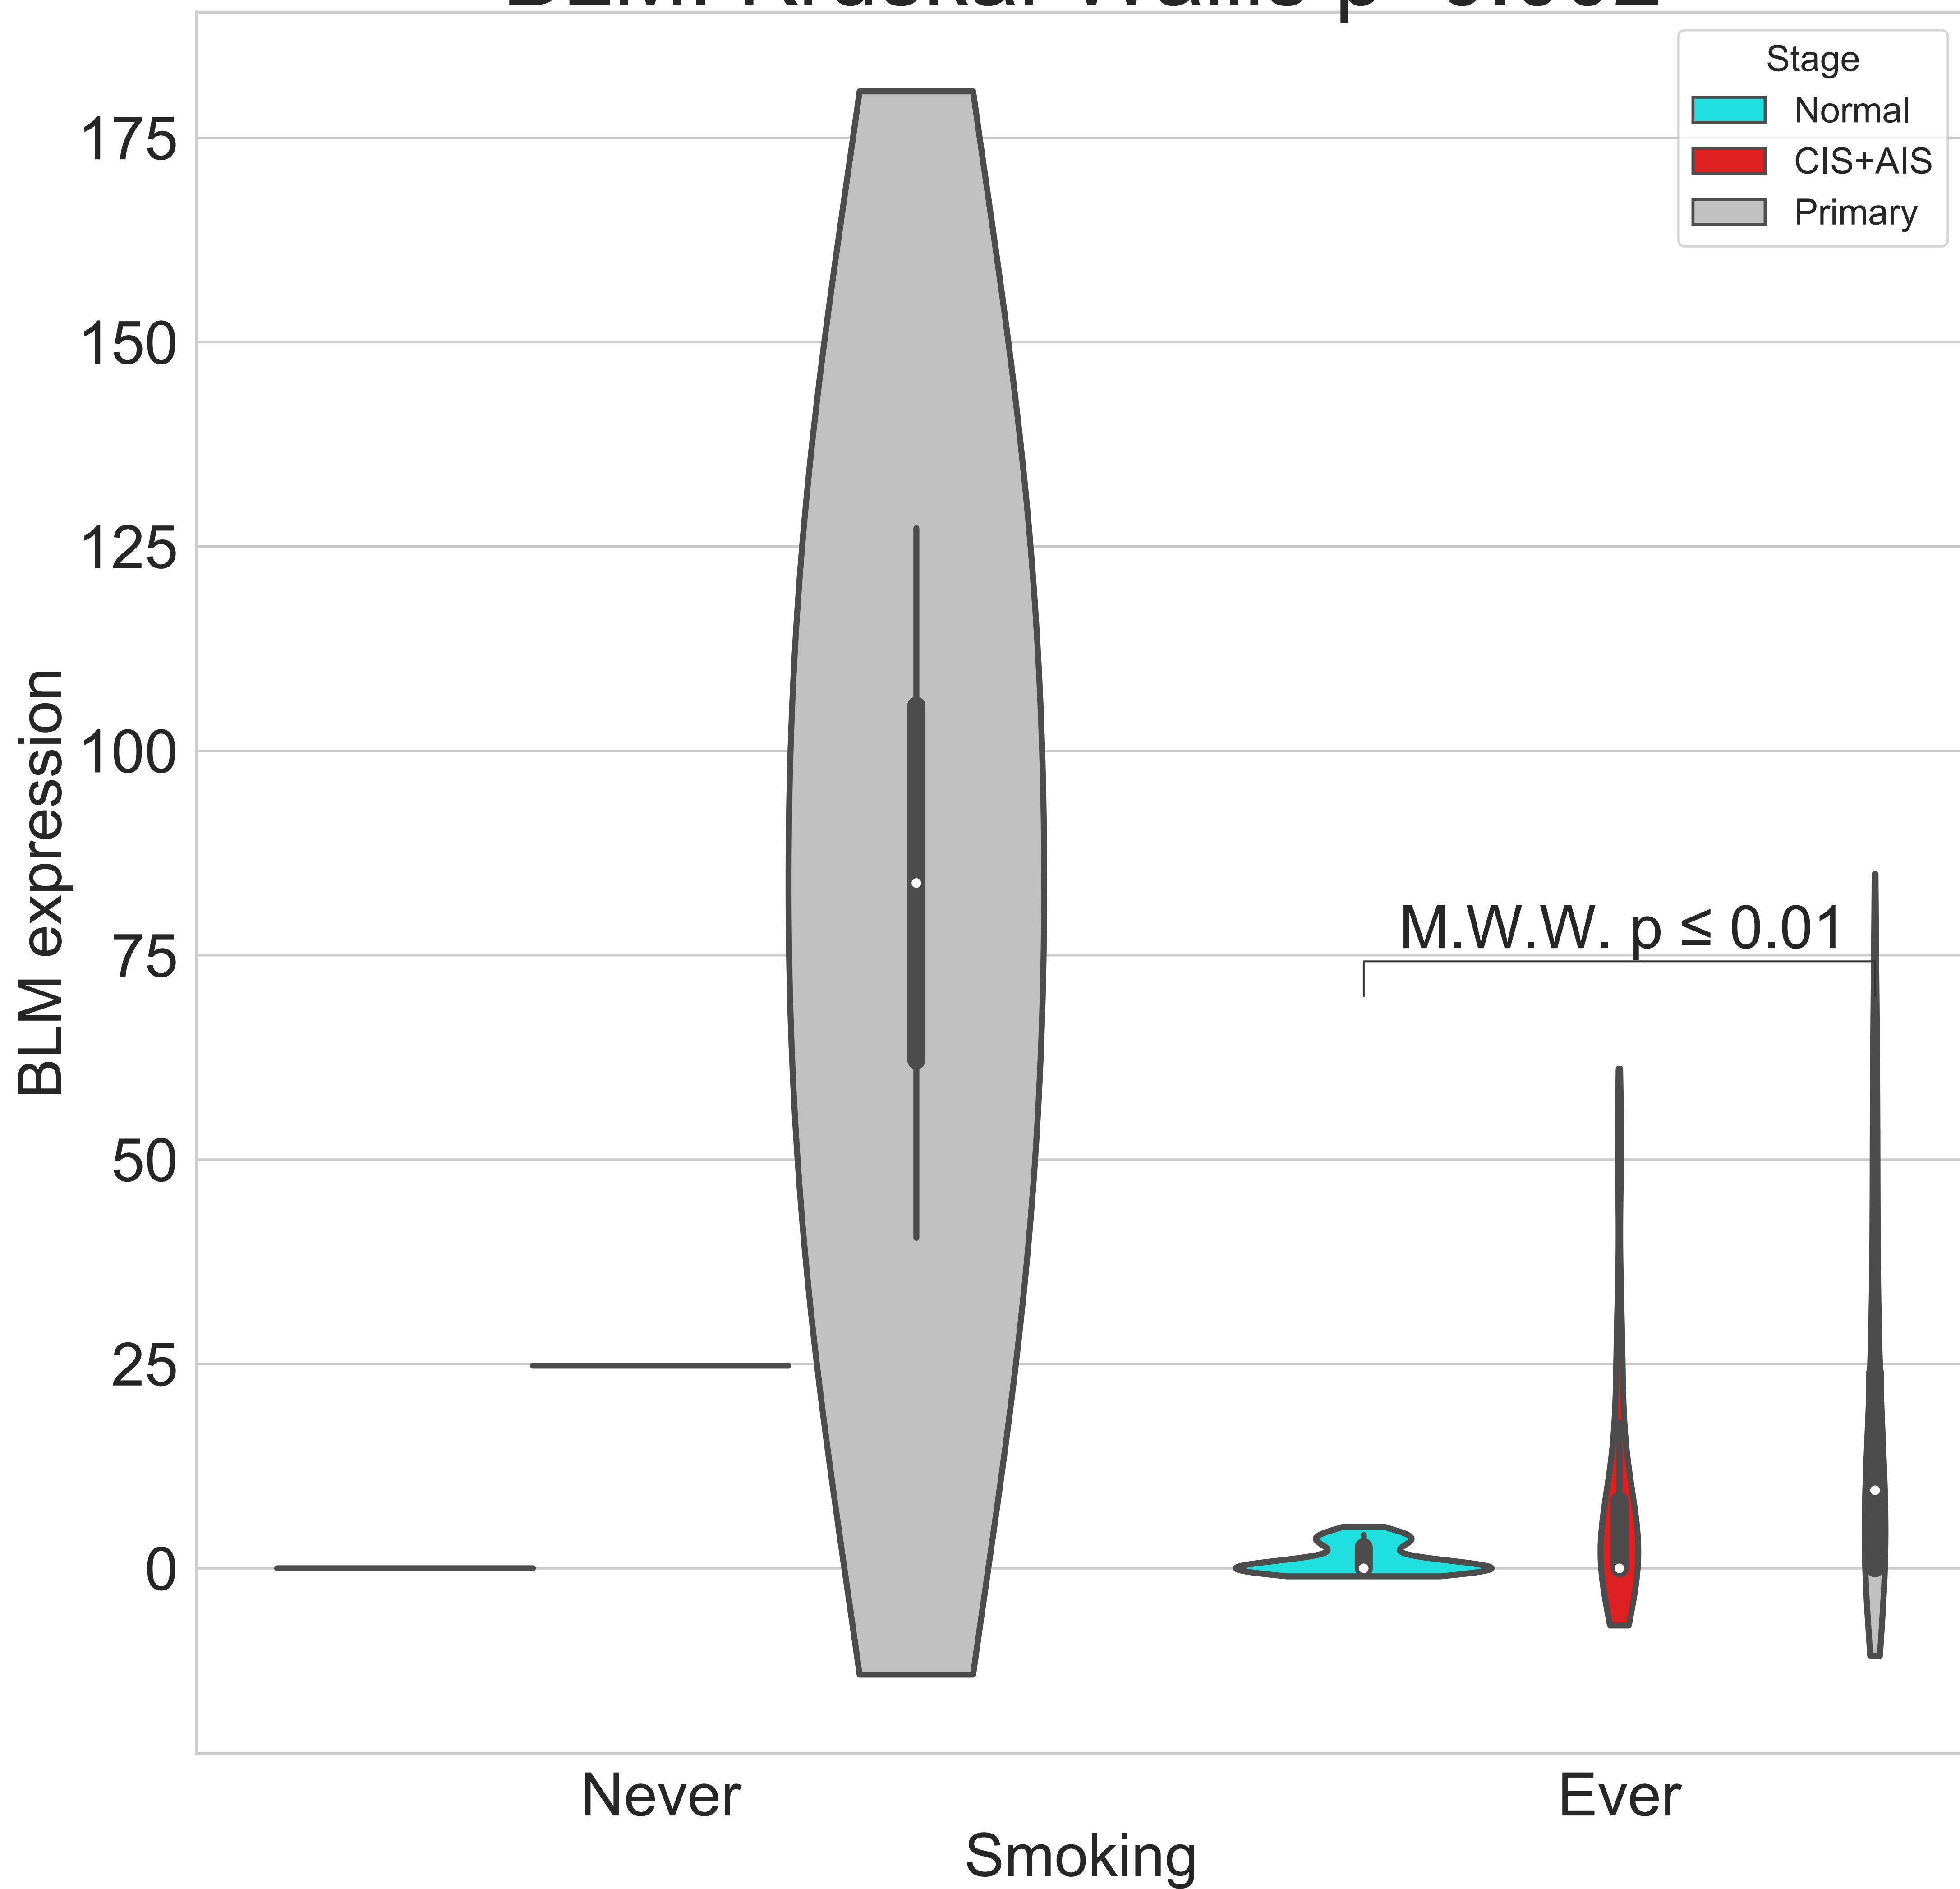 Stage
Normal
CIS+AIS
Primary
175
150
125
100
75
50
25
0
BLM expression
M.W.W. p ≤ 0.01
Never
Ever
Smoking